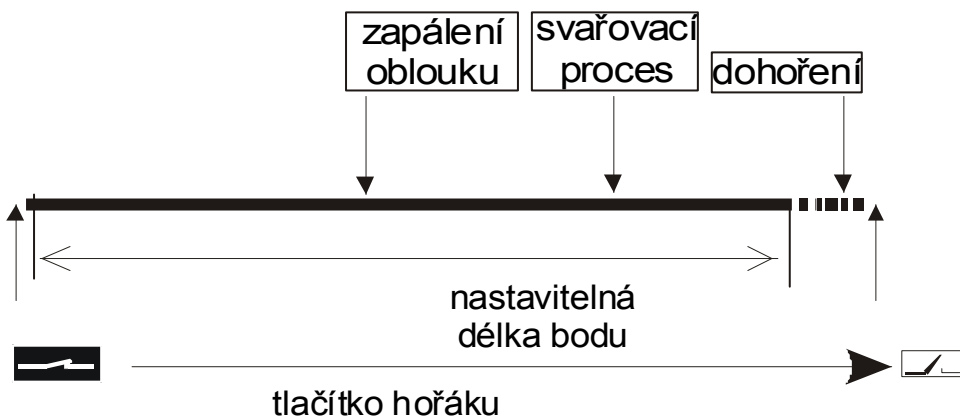 zapálení
oblouku
svařovací
proces
dohoření
nastavitelná
délka bodu
tlačítko hořáku